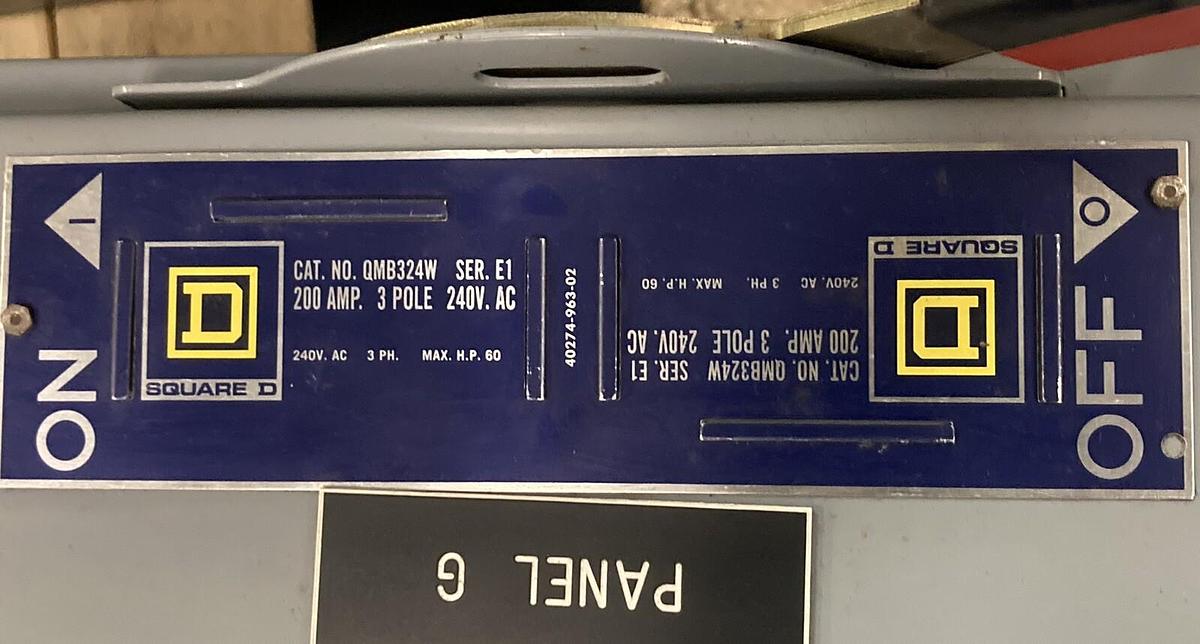 I
ON
D
SQUARE D
CAT. NO. QMB324W SER. E1
200 AMP. 3 POLE 240V. AC
240V. AC 3 PH. MAX. H.P. 60
40274-963-02
SQUARE D
D
CAT. NO. QMB324W SER. E1
200 AMP. 3 POLE 240V. AC
240V. AC 3 PH. MAX. H.P. 60
O
OFF
PANEL G